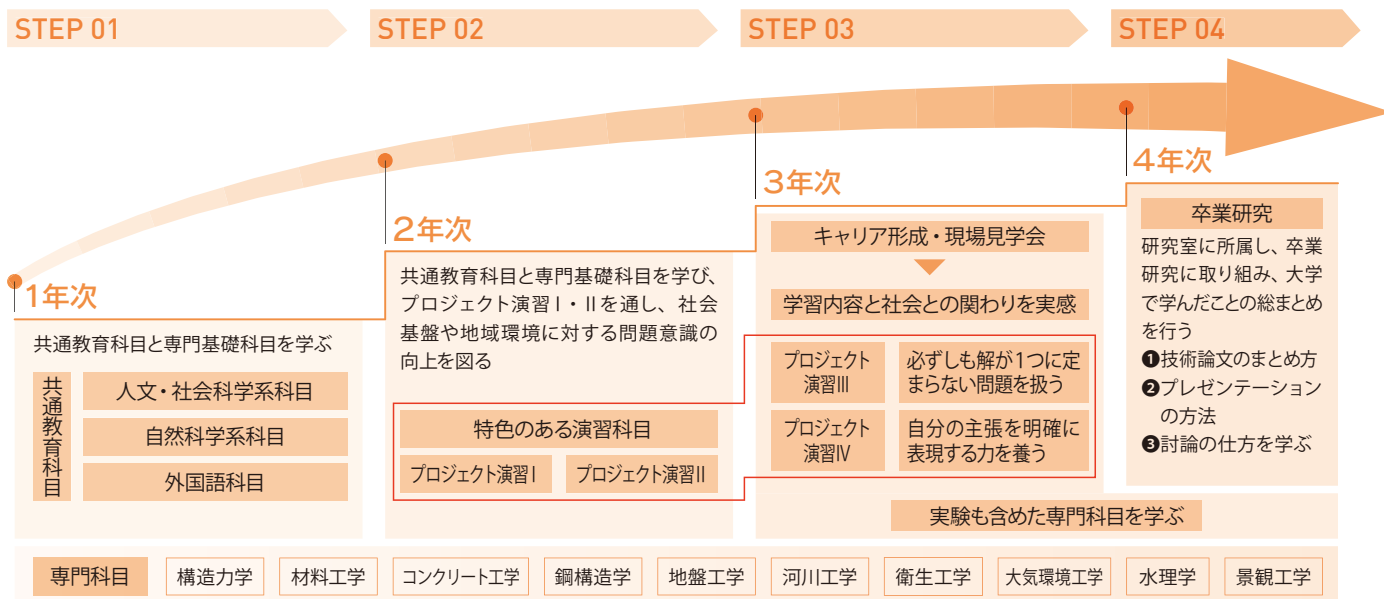 STEP 01
STEP 02
STEP 03
STEP 04
1年次
共通教育科目と専門基礎科目を学ぶ
共通教育科目
人文・社会科学系科目
自然科学系科目
外国語科目
2年次
共通教育科目と専門基礎科目を学び、
プロジェクト演習Ⅰ・Ⅱを通し、社会
基盤や地域環境に対する問題意識の
向上を図る
特色のある演習科目
プロジェクト演習Ⅰ
プロジェクト演習Ⅱ
3年次
キャリア形成・現場見学会
学習内容と社会との関わりを実感
プロジェクト
演習Ⅲ
必ずしも解が1つに定
まらない問題を扱う
プロジェクト
演習Ⅳ
自分の主張を明確に
表現する力を養う
4年次
卒業研究
研究室に所属し、卒業
研究に取り組み、大学
で学んだことの総まとめ
を行う
❶技術論文のまとめ方
❷プレゼンテーション
の方法
❸討論の仕方を学ぶ
実験も含めた専門科目を学ぶ
専門科目
構造力学
材料工学
コンクリート工学
鋼構造学
地盤工学
河川工学
衛生工学
大気環境工学
水理学
景観工学